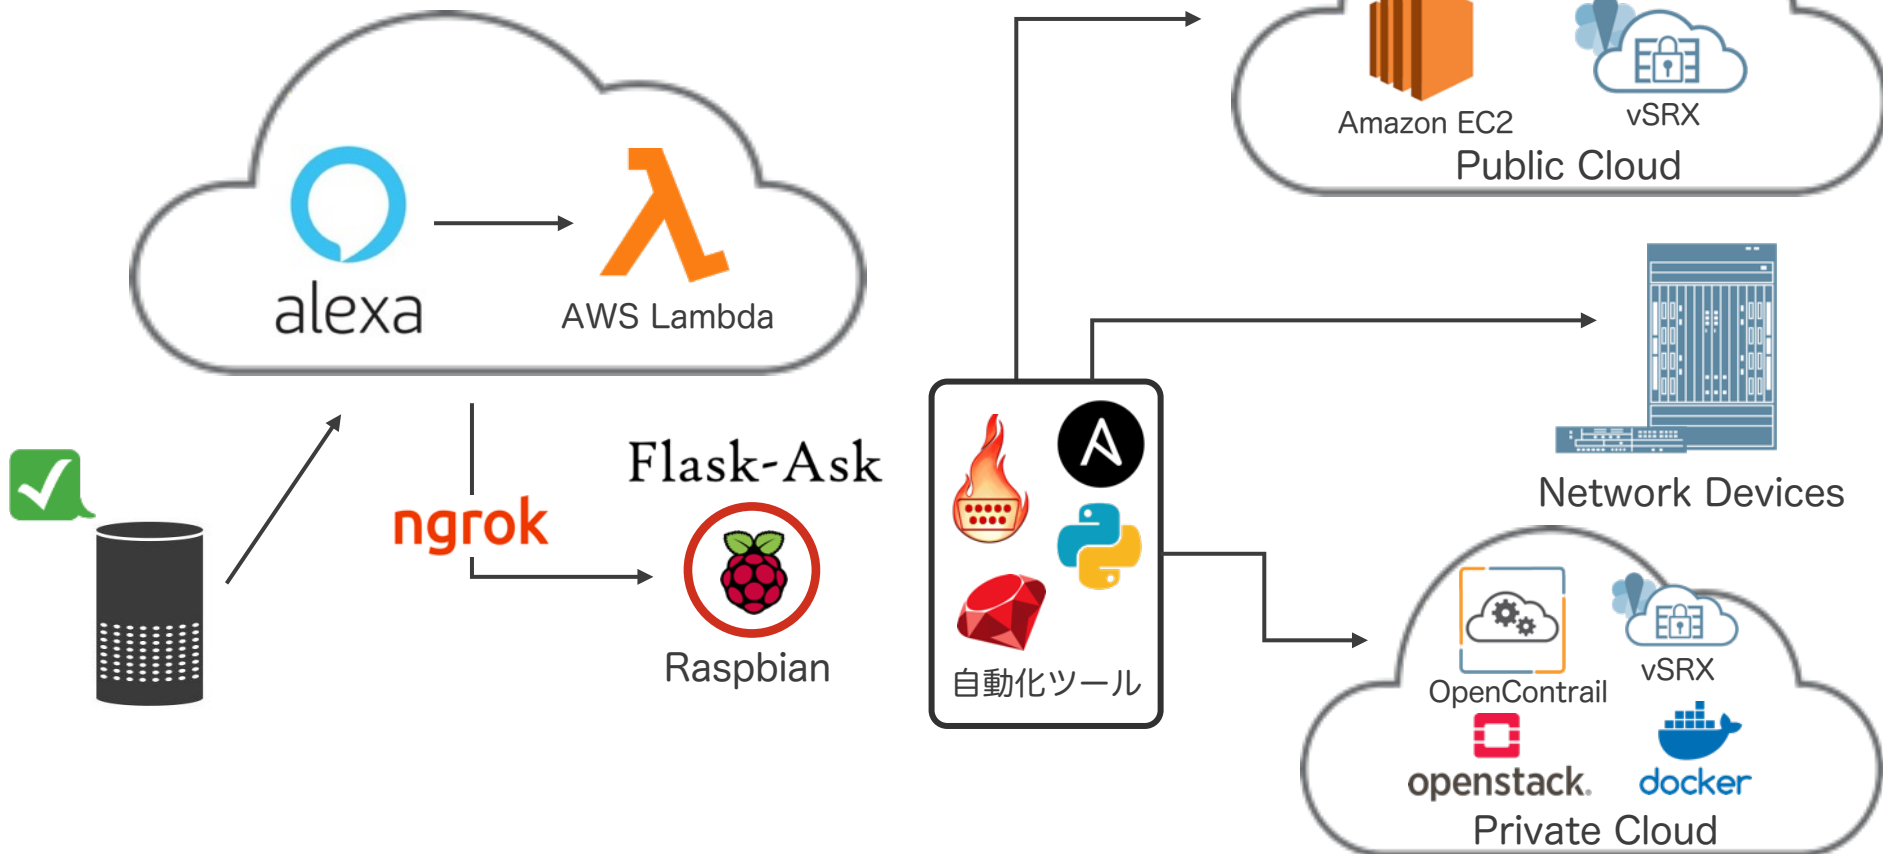 alexa
AWS Lambda
Amazon EC2
vSRX
Public Cloud
ngrok
Flask-Ask
Raspbian
自動化ツール
Network Devices
OpenContrail
vSRX
openstack.
docker
Private Cloud